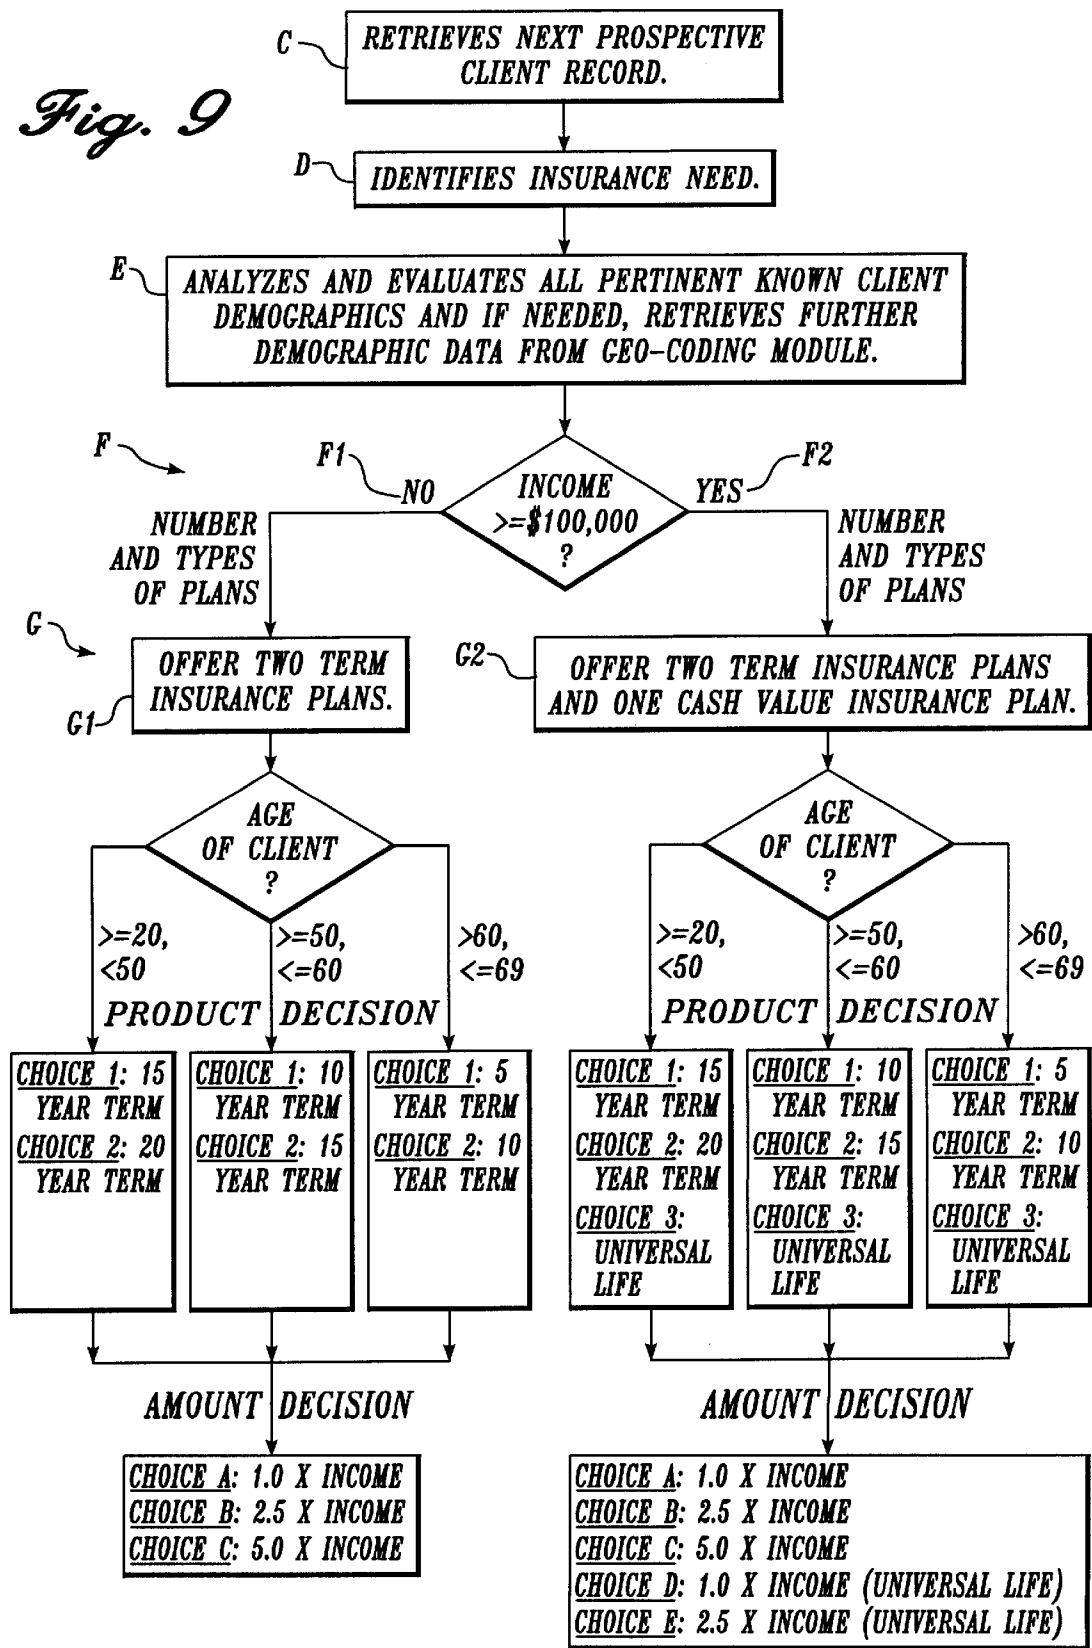 Fig. 9
C
RETRIEVES NEXT PROSPECTIVE
CLIENT RECORD.
D
IDENTIFIES INSURANCE NEED.
E
ANALYZES AND EVALUATES ALL PERTINENT KNOWN CLIENT
DEMOGRAPHICS AND IF NEEDED, RETRIEVES FURTHER
DEMOGRAPHIC DATA FROM GEO-CODING MODULE.
F
F1
NO
INCOME
>=$100,000
?
YES
F2
NUMBER
AND TYPES
OF PLANS
NUMBER
AND TYPES
OF PLANS
G
OFFER TWO TERM
INSURANCE PLANS.
G1
G2
OFFER TWO TERM INSURANCE PLANS
AND ONE CASH VALUE INSURANCE PLAN.
AGE
OF CLIENT
?
>=20,
<50
>=50,
<=60
>60,
<=69
PRODUCT DECISION
CHOICE 1: 15
YEAR TERM
CHOICE 2: 20
YEAR TERM
CHOICE 1: 10
YEAR TERM
CHOICE 2: 15
YEAR TERM
CHOICE 1: 5
YEAR TERM
CHOICE 2: 10
YEAR TERM
AMOUNT DECISION
CHOICE A: 1.0 X INCOME
CHOICE B: 2.5 X INCOME
CHOICE C: 5.0 X INCOME
AGE
OF CLIENT
?
>=20,
<50
>=50,
<=60
>60,
<=69
PRODUCT DECISION
CHOICE 1: 15
YEAR TERM
CHOICE 2: 20
YEAR TERM
CHOICE 3:
UNIVERSAL
LIFE
CHOICE 1: 10
YEAR TERM
CHOICE 2: 15
YEAR TERM
CHOICE 3:
UNIVERSAL
LIFE
CHOICE 1: 5
YEAR TERM
CHOICE 2: 10
YEAR TERM
CHOICE 3:
UNIVERSAL
LIFE
AMOUNT DECISION
CHOICE A: 1.0 X INCOME
CHOICE B: 2.5 X INCOME
CHOICE C: 5.0 X INCOME
CHOICE D: 1.0 X INCOME (UNIVERSAL LIFE)
CHOICE E: 2.5 X INCOME (UNIVERSAL LIFE)